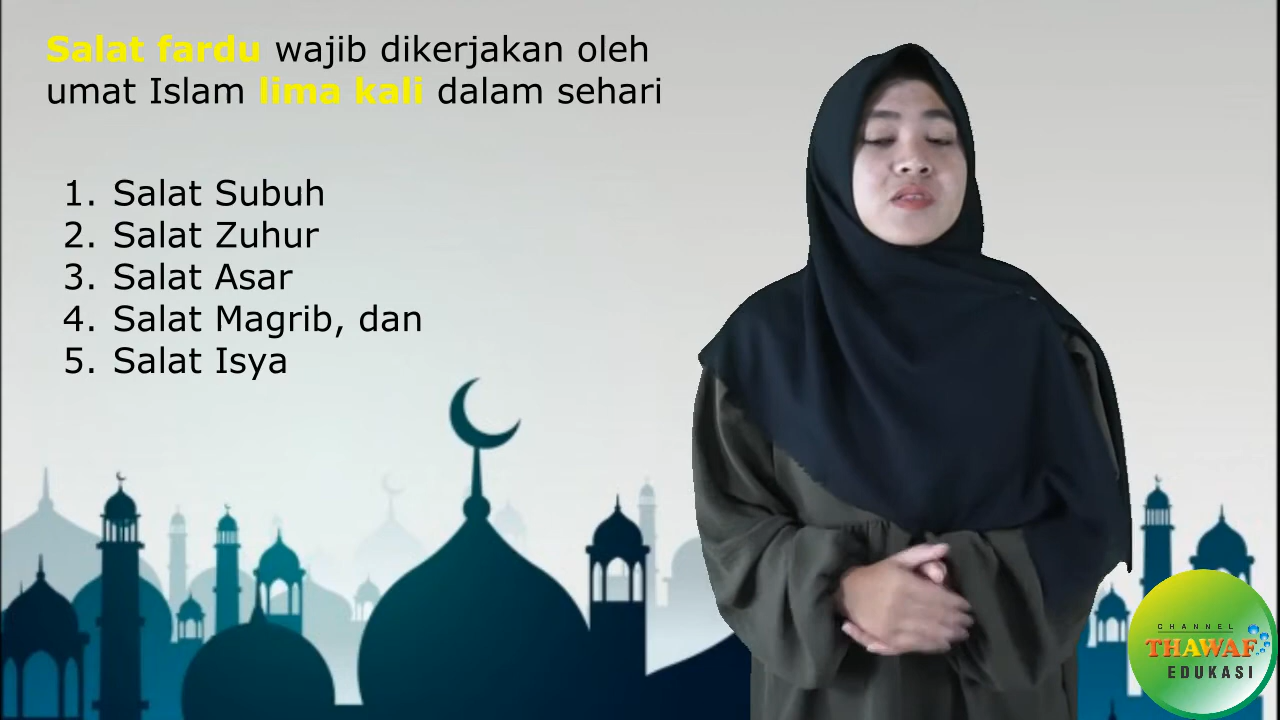 Salat fardu wajib dikerjakan oleh
umat Islam lima kali dalam sehari
1. Salat Subuh
2. Salat Zuhur
3. Salat Asar
4. Salat Magrib, dan
5. Salat Isya
CHANNEL
THAWAF
EDUKASI